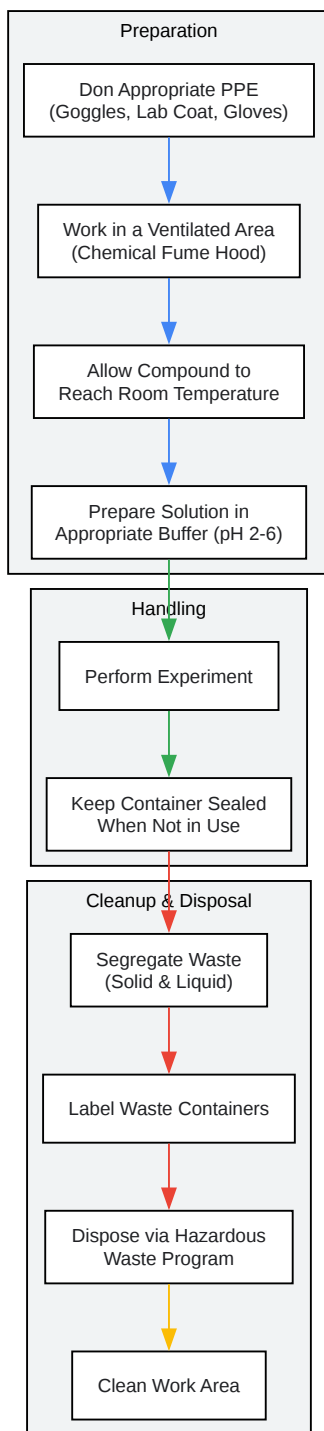 Preparation
Don Appropriate PPE
(Goggles, Lab Coat, Gloves)
Work in a Ventilated Area
(Chemical Fume Hood)
Allow Compound to
Reach Room Temperature
Prepare Solution in
Appropriate Buffer (pH 2-6)
Handling
Perform Experiment
Keep Container Sealed
When Not in Use
Cleanup & Disposal
Segregate Waste
(Solid & Liquid)
Label Waste Containers
Dispose via Hazardous
Waste Program
Clean Work Area